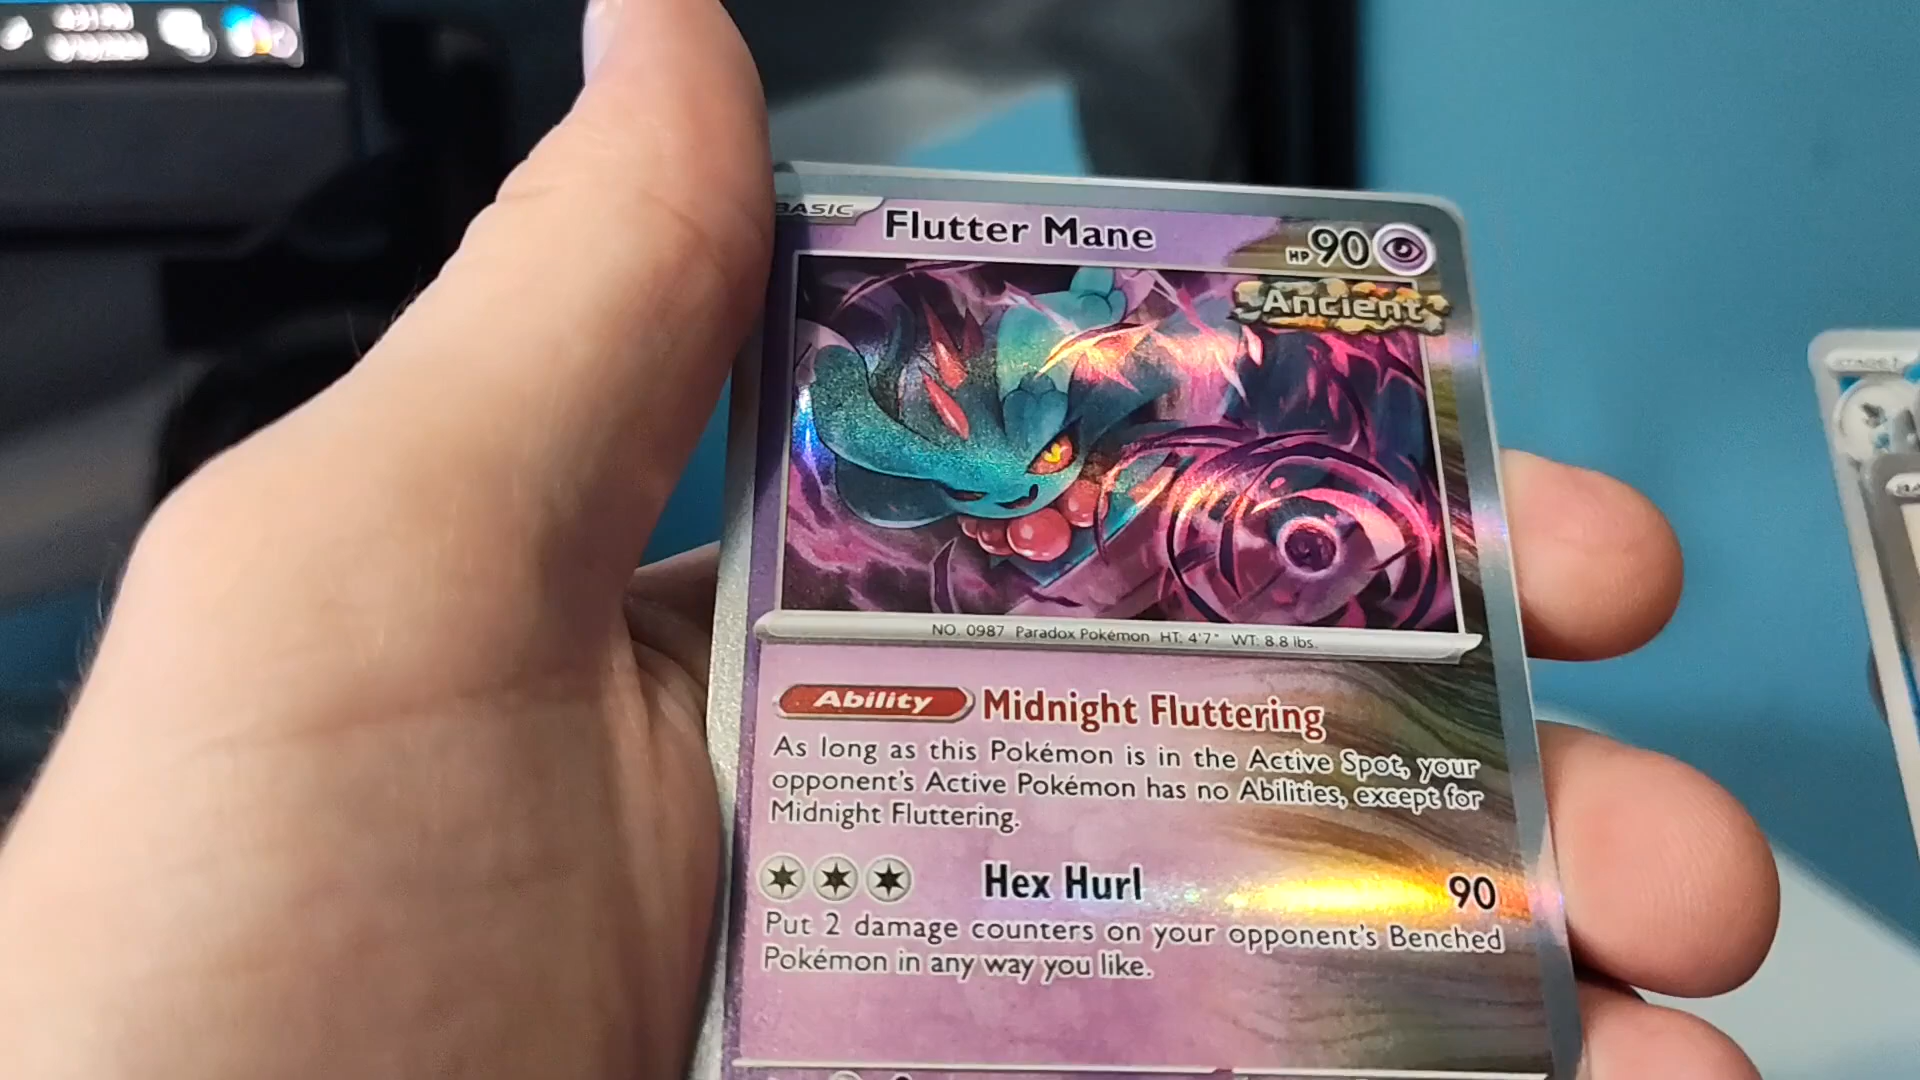 BASIC Flutter Mane HP 90
Ancient
NO. 0987 Paradox Pokémon HT: 4'7" WT: 8.8 lbs.
Ability Midnight Fluttering
As long as this Pokémon is in the Active Spot, your
opponent's Active Pokémon has no Abilities, except for
Midnight Fluttering.
Hex Hurl 90
Put 2 damage counters on your opponent's Benched
Pokémon in any way you like.